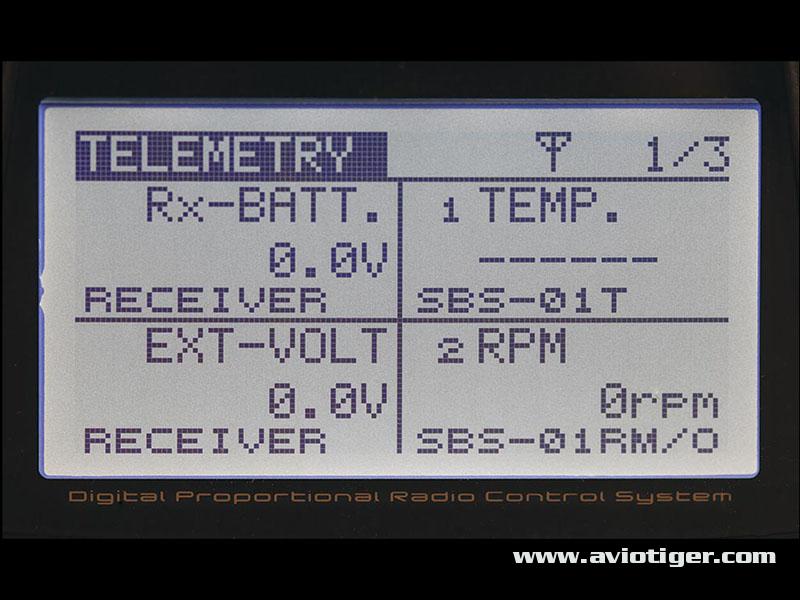 TELEMETRY 1/3
Rx-BATT.
0.0V
RECEIVER
1 TEMP.
------
SBS-01T
EXT-VOLT
0.0V
RECEIVER
2 RPM
0rpm
SBS-01RM/O
Digital Proportional Radio Control System
www.aviotiger.com